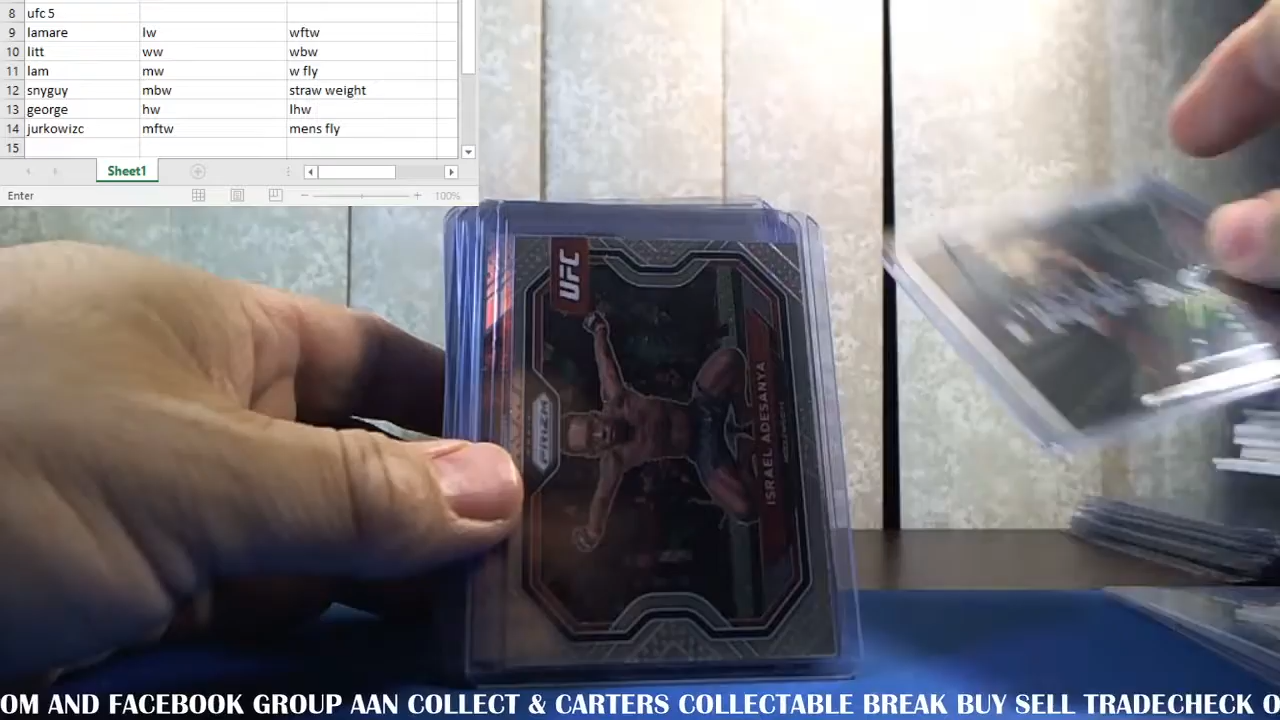 8 ufc 5
9 lamare lw wftw
10 litt ww wbw
11 lam mw w fly
12 snyguy mbw straw weight
13 george hw lhw
14 jurkowizc mftw mens fly
15
Sheet1
Enter 100%
UFC
PRIZM
ISRAEL ADESANYA
OM AND FACEBOOK GROUP AAN COLLECT & CARTERS COLLECTABLE BREAK BUY SELL TRADECHECK O